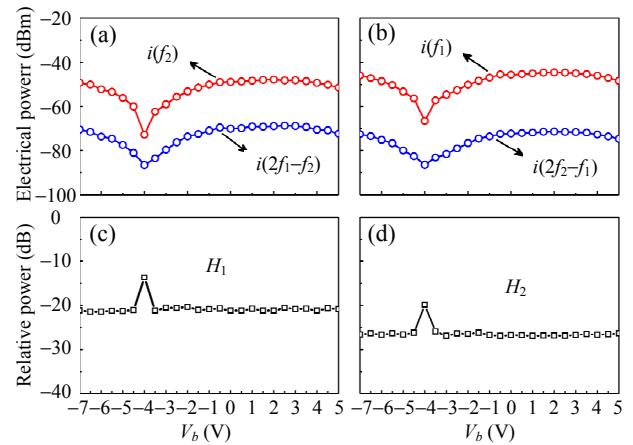 Electrical powerr (dBm)
−20
−40
−60
−80
−100
(a)
i(f2)
i(2f1−f2)
(b)
i(f1)
i(2f2−f1)
Relative power (dB)
0
−10
−20
−30
−40
(c)
H1
(d)
H2
−7 −6 −5 −4 −3 −2 −1 0 1 2 3 4 5
−7 −6 −5 −4 −3 −2 −1 0 1 2 3 4 5
Vb (V)
Vb (V)